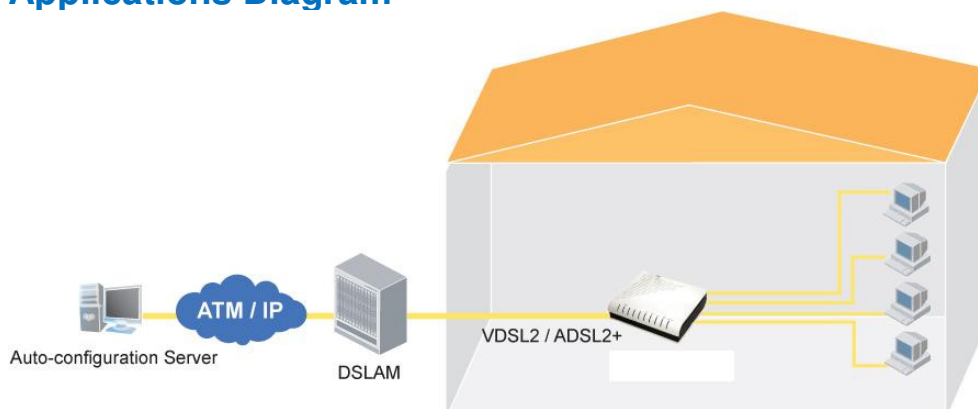 Applications Diagram
ATM / IP
VDSL2 / ADSL2+
Auto-configuration Server
DSLAM